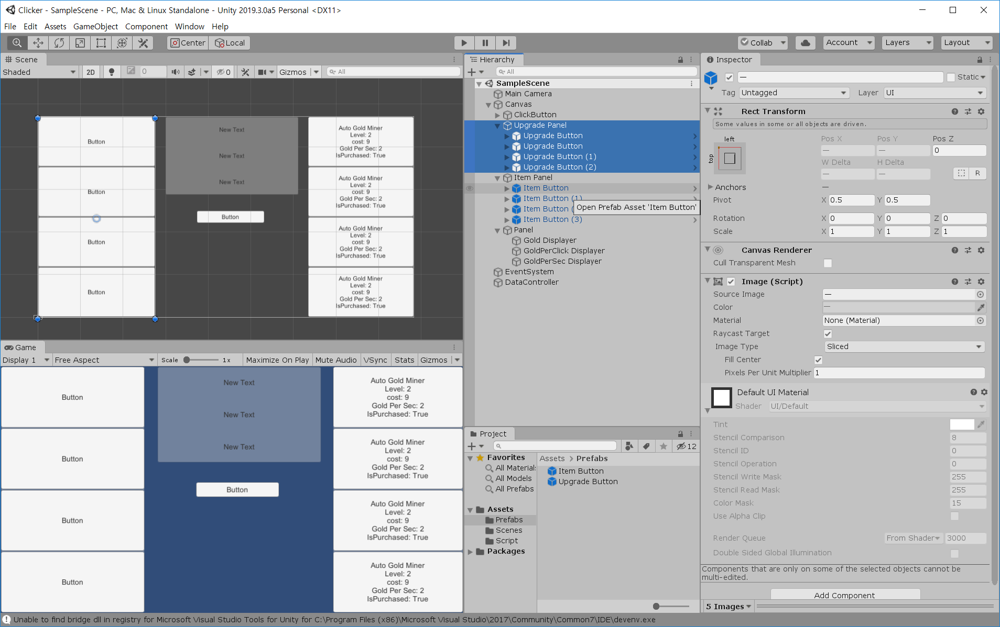 Clicker - SampleScene - PC, Mac & Linux Standalone - Unity 2019.3.0a5 Personal <DX11>
File Edit Assets GameObject Component Window Help
Center Local Collab Account Layers Layout
Scene
Shaded 2D 0 0 Gizmos All
Button
Button
Button
Button
New Text
New Text
New Text
Button
Auto Gold Miner
Level: 2
cost: 9
Gold Per Sec: 2
IsPurchased: True
Auto Gold Miner
Level: 2
cost: 9
Gold Per Sec: 2
IsPurchased: True
Auto Gold Miner
Level: 2
cost: 9
Gold Per Sec: 2
IsPurchased: True
Auto Gold Miner
Level: 2
cost: 9
Gold Per Sec: 2
IsPurchased: True
Game
Display 1 Free Aspect Scale 1x Maximize On Play Mute Audio VSync Stats Gizmos
Button
Button
Button
Button
New Text
New Text
New Text
Button
Auto Gold Miner
Level: 2
cost: 9
Gold Per Sec: 2
IsPurchased: True
Auto Gold Miner
Level: 2
cost: 9
Gold Per Sec: 2
IsPurchased: True
Auto Gold Miner
Level: 2
cost: 9
Gold Per Sec: 2
IsPurchased: True
Auto Gold Miner
Level: 2
cost: 9
Gold Per Sec: 2
IsPurchased: True
Hierarchy
All
SampleScene
Main Camera
Canvas
ClickButton
Upgrade Panel
Upgrade Button
Upgrade Button
Upgrade Button (1)
Upgrade Button (2)
Item Panel
Item Button
Item Button (1)
Item Button (
Open Prefab Asset 'Item Button'
Item Button (3)
Panel
Gold Displayer
GoldPerClick Displayer
GoldPerSec Displayer
EventSystem
DataController
Project
12
Favorites
All Materials
All Models
All Prefabs
Assets
Prefabs
Scenes
Script
Packages
Assets > Prefabs
Item Button
Upgrade Button
Inspector
— Static
Tag Untagged Layer UI
Rect Transform
Some values in some or all objects are driven.
left
top
Pos X Pos Y Pos Z
— — 0
W Delta H Delta
— — R
Anchors —
Pivot X 0.5 Y 0.5
Rotation X 0 Y 0 Z 0
Scale X 1 Y 1 Z 1
Canvas Renderer
Cull Transparent Mesh
Image (Script)
Source Image —
Color —
Material None (Material)
Raycast Target
Image Type Sliced
Fill Center
Pixels Per Unit Multiplier 1
Default UI Material
Shader UI/Default
Tint
Stencil Comparison 8
Stencil ID 0
Stencil Operation 0
Stencil Write Mask 255
Stencil Read Mask 255
Color Mask 15
Use Alpha Clip
Render Queue From Shader 3000
Double Sided Global Illumination
Components that are only on some of the selected objects cannot be
multi-edited.
Add Component
5 Images
Unable to find bridge dll in registry for Microsoft Visual Studio Tools for Unity for C:\Program Files (x86)\Microsoft Visual Studio\2017\Community\Common7\IDE\devenv.exe